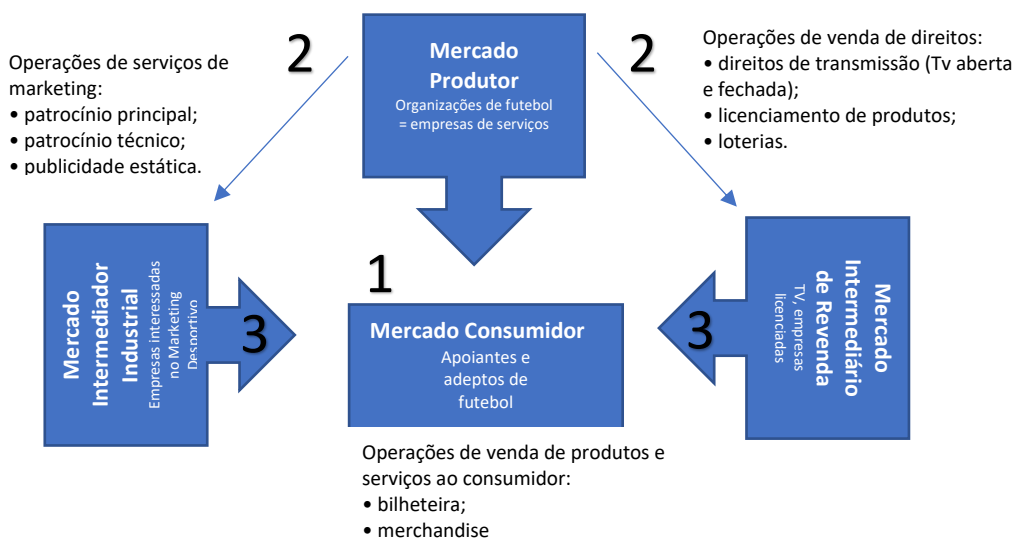 2
Operações de serviços de
marketing:
• patrocínio principal;
• patrocínio técnico;
• publicidade estática.
Mercado
Produtor
Organizações de futebol
= empresas de serviços
2
Operações de venda de direitos:
• direitos de transmissão (Tv aberta
e fechada);
• licenciamento de produtos;
• loterias.
Mercado
Intermediador
Industrial
Empresas interessadas
no Marketing
Desportivo
3
1
Mercado Consumidor
Apoiantes e
adeptos de
futebol
3
Mercado
Intermediário
de Revenda
TV, empresas
licenciadas
Operações de venda de produtos e
serviços ao consumidor:
• bilheteira;
• merchandise